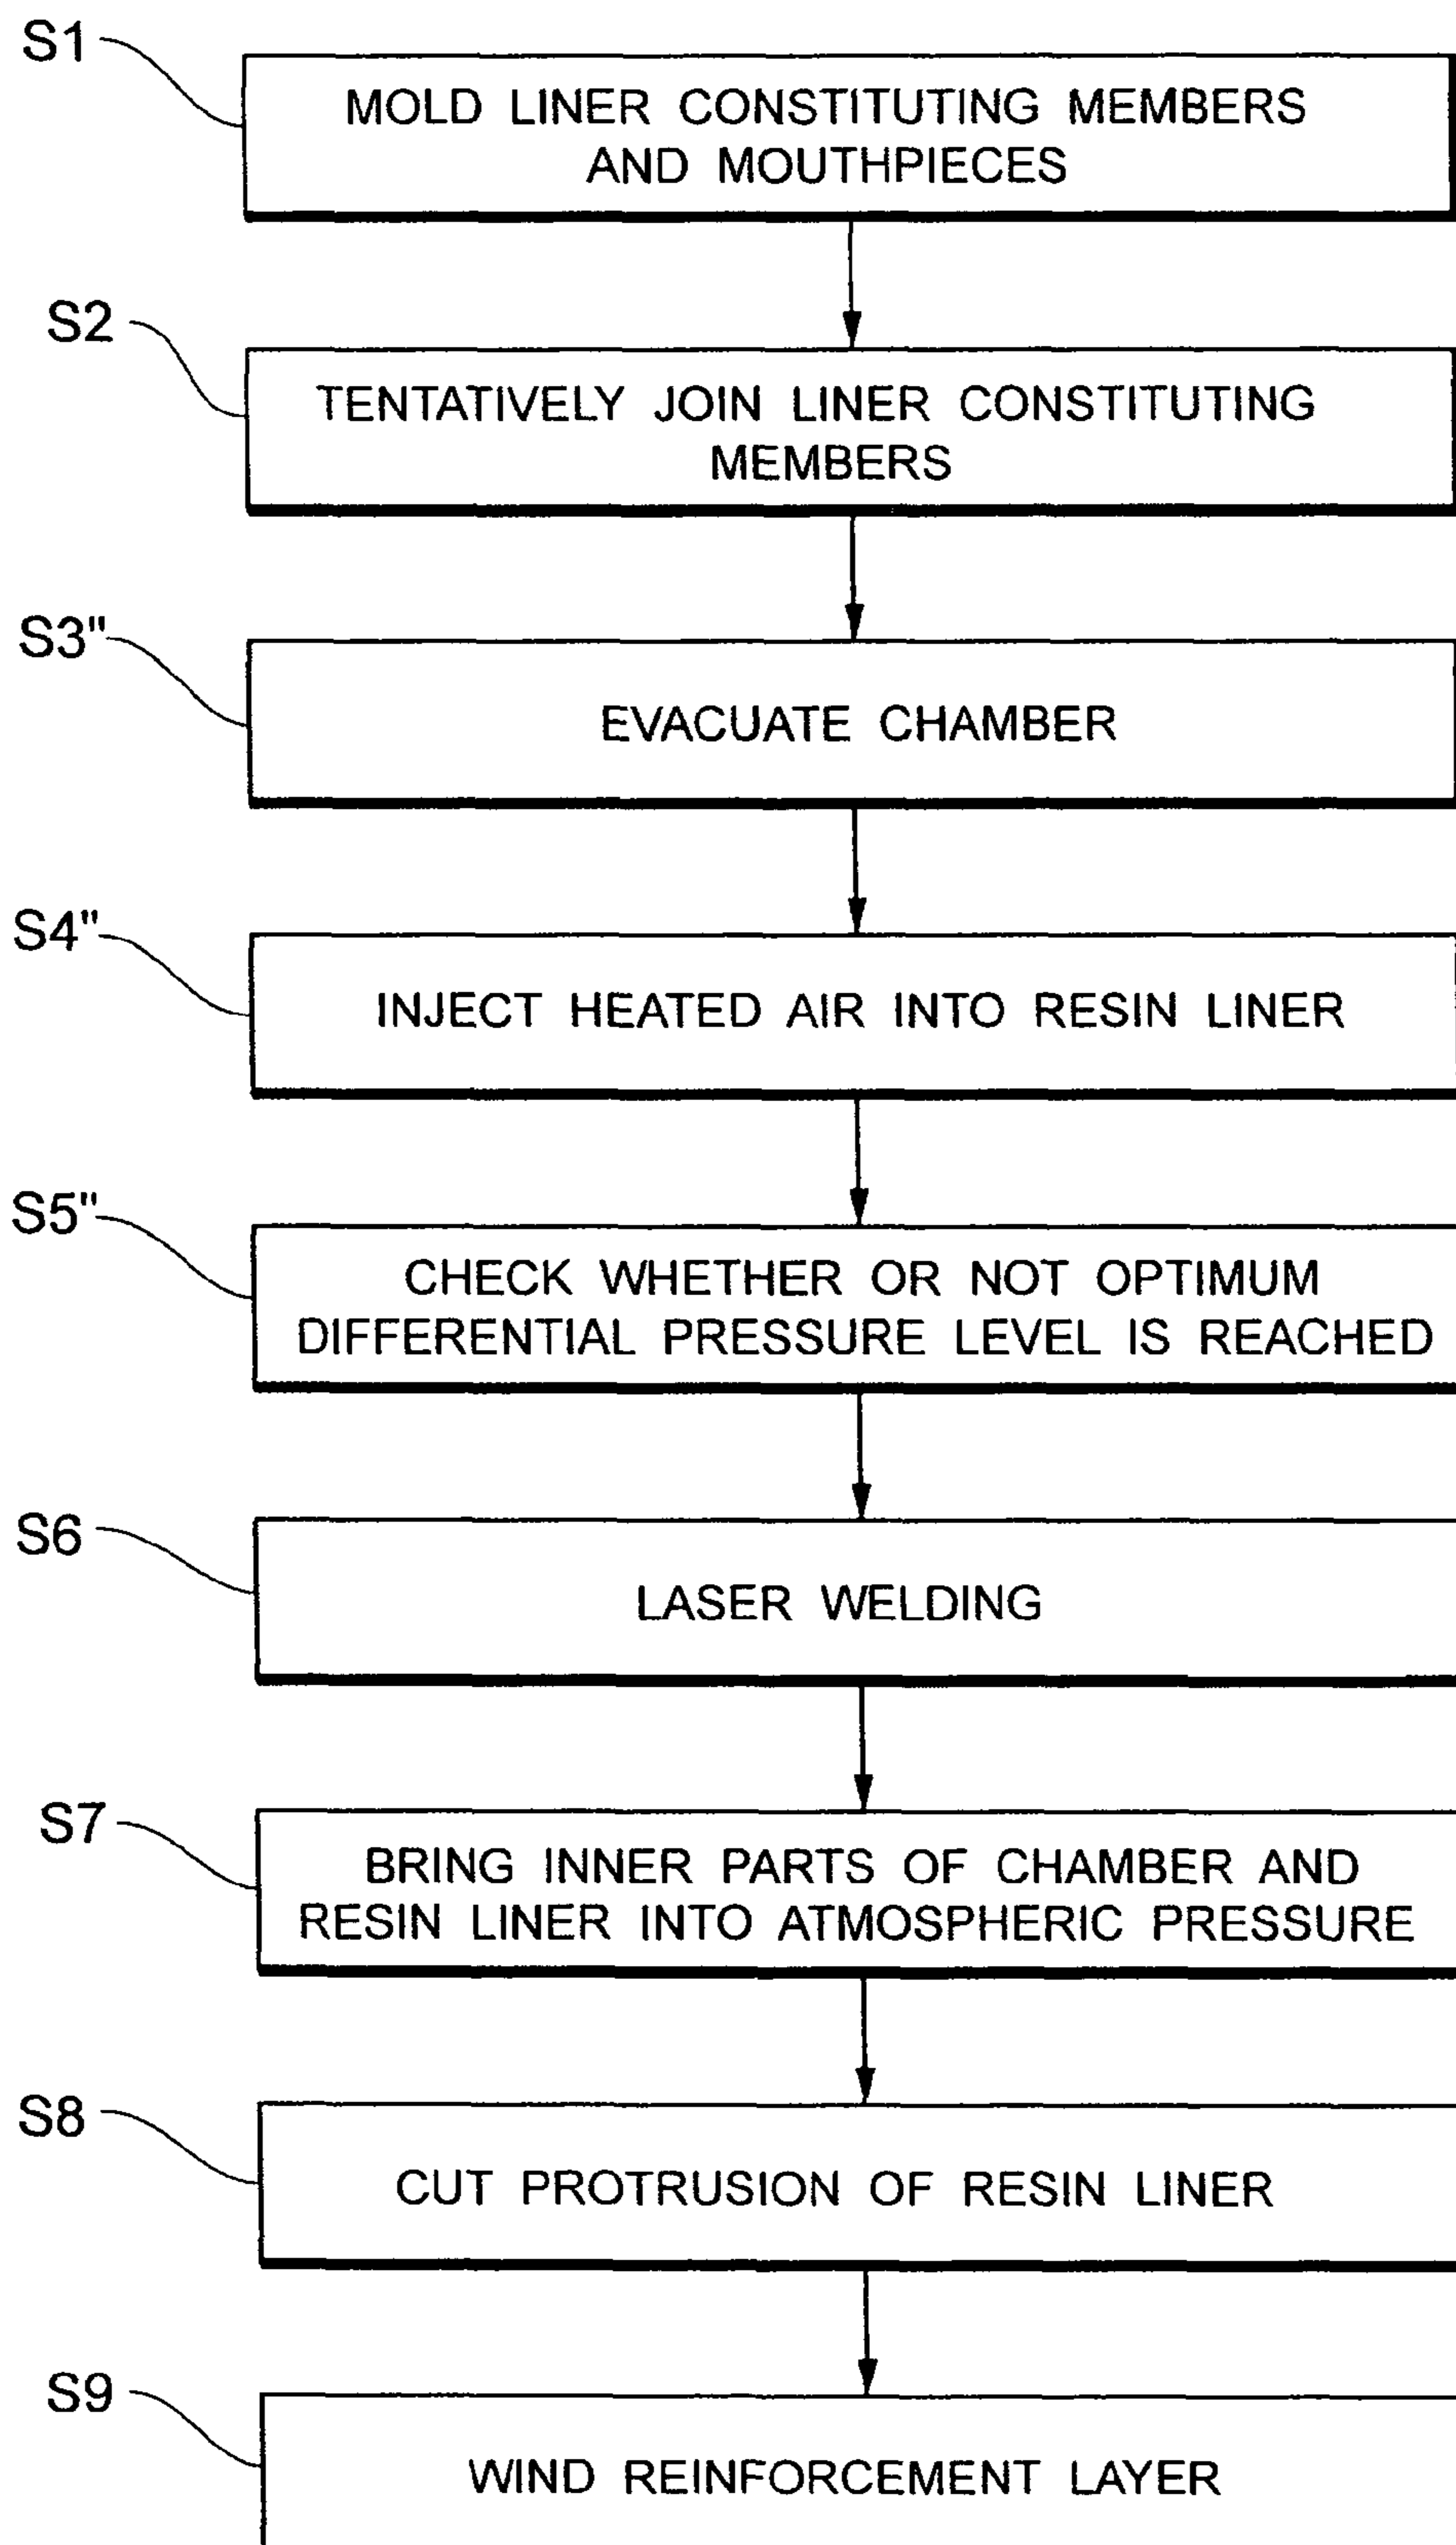 S1
MOLD LINER CONSTITUTING MEMBERS
AND MOUTHPIECES
S2
TENTATIVELY JOIN LINER CONSTITUTING
MEMBERS
S3"
EVACUATE CHAMBER
S4"
INJECT HEATED AIR INTO RESIN LINER
S5"
CHECK WHETHER OR NOT OPTIMUM
DIFFERENTIAL PRESSURE LEVEL IS REACHED
S6
LASER WELDING
S7
BRING INNER PARTS OF CHAMBER AND
RESIN LINER INTO ATMOSPHERIC PRESSURE
S8
CUT PROTRUSION OF RESIN LINER
S9
WIND REINFORCEMENT LAYER